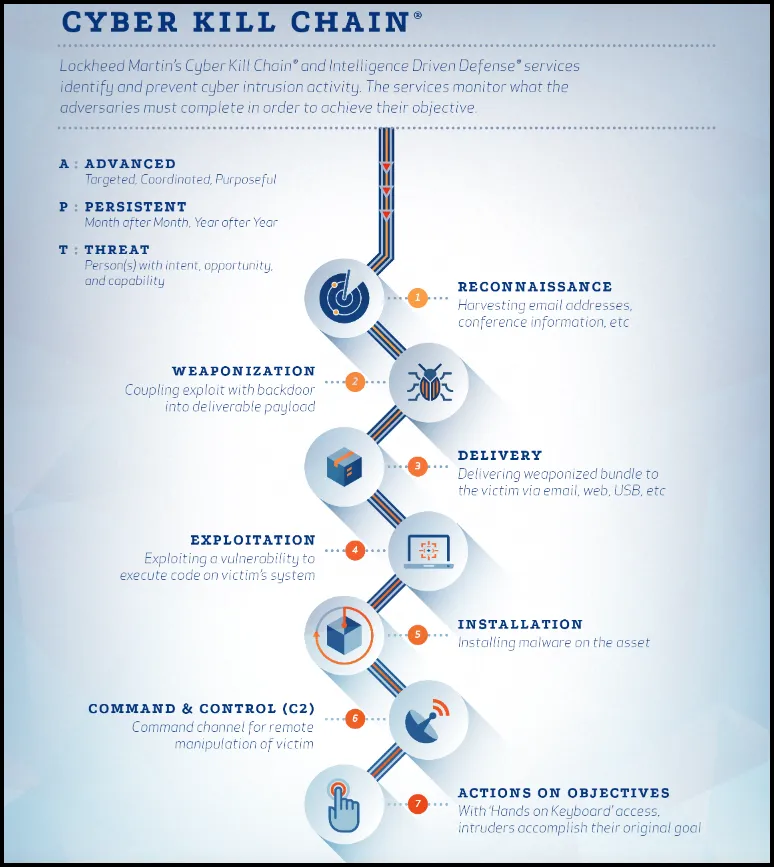 CYBER KILL CHAIN®
Lockheed Martin's Cyber Kill Chain® and Intelligence Driven Defense® services
identify and prevent cyber intrusion activity. The services monitor what the
adversaries must complete in order to achieve their objective.
A : ADVANCED
Targeted, Coordinated, Purposeful
P : PERSISTENT
Month after Month, Year after Year
T : THREAT
Person(s) with intent, opportunity,
and capability
1
RECONNAISSANCE
Harvesting email addresses,
conference information, etc
WEAPONIZATION
2
Coupling exploit with backdoor
into deliverable payload
DELIVERY
3
Delivering weaponized bundle to
the victim via email, web, USB, etc
EXPLOITATION
4
Exploiting a vulnerability to
execute code on victim's system
INSTALLATION
5
Installing malware on the asset
COMMAND & CONTROL (C2)
6
Command channel for remote
manipulation of victim
ACTIONS ON OBJECTIVES
7
With 'Hands on Keyboard' access,
intruders accomplish their original goal